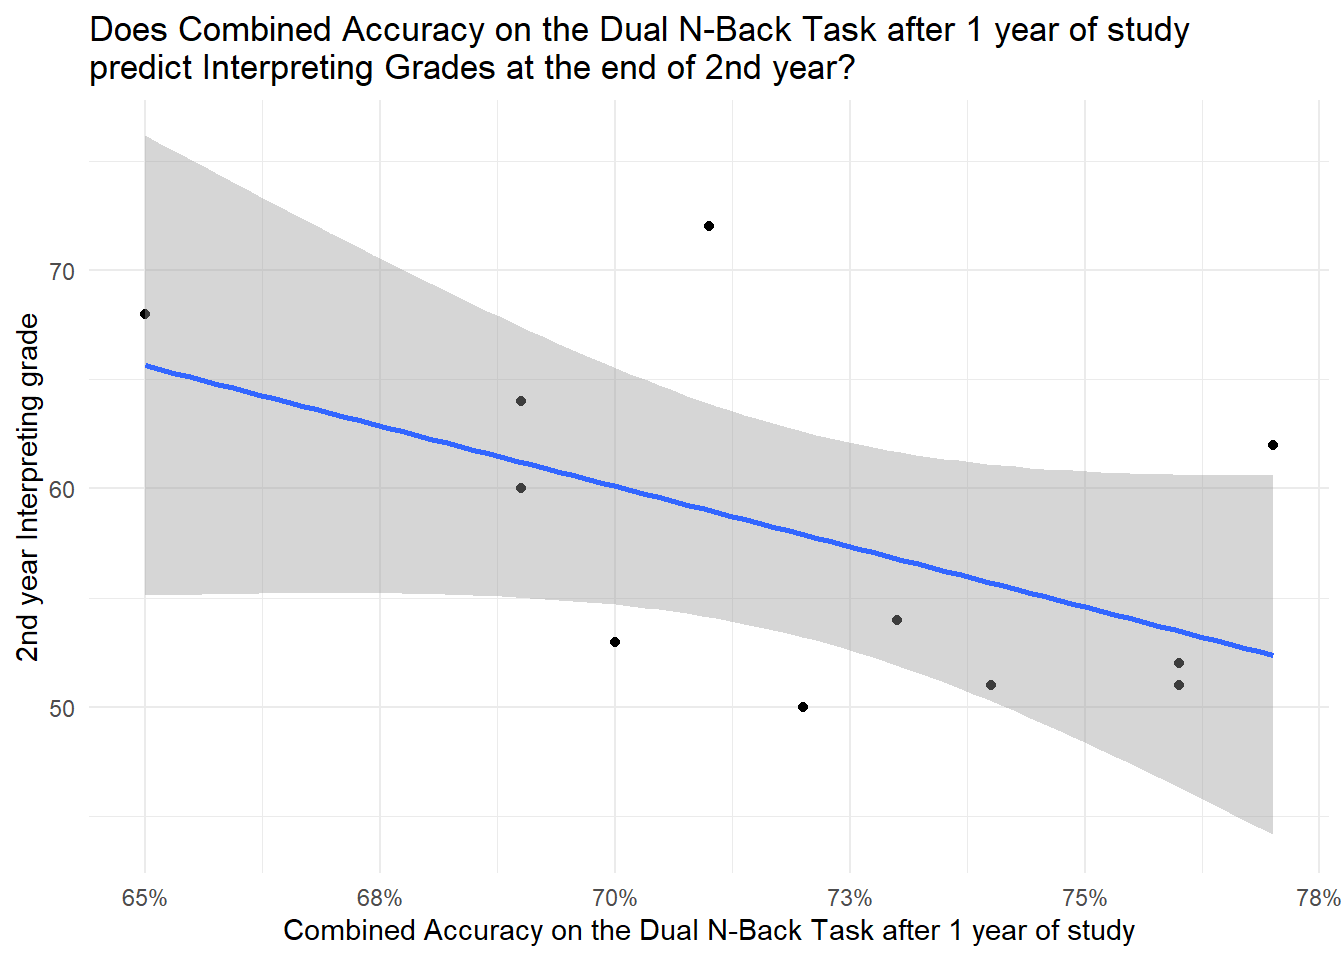 Does Combined Accuracy on the Dual N-Back Task after 1 year of study
predict Interpreting Grades at the end of 2nd year?
2nd year Interpreting grade
70
60
50
65%
68%
70%
73%
75%
78%
Combined Accuracy on the Dual N-Back Task after 1 year of study